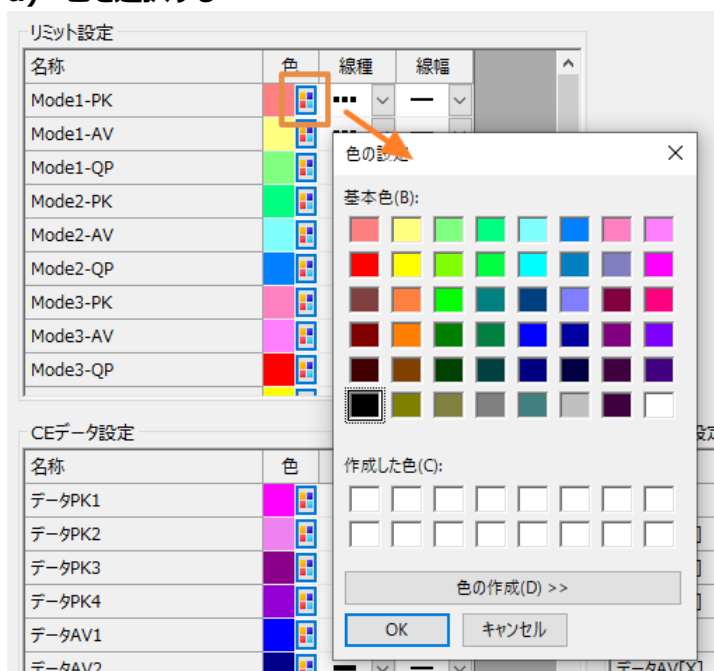 リミット設定
名称 色 線種 線幅
Mode1-PK
Mode1-AV
Mode1-QP
Mode2-PK
Mode2-AV
Mode2-QP
Mode3-PK
Mode3-AV
Mode3-QP
CEデータ設定
名称 色
データPK1
データPK2
データPK3
データPK4
データAV1
データAV2
色の設定
基本色(B):
作成した色(C):
色の作成(D) >>
OK キャンセル
データAV[X]